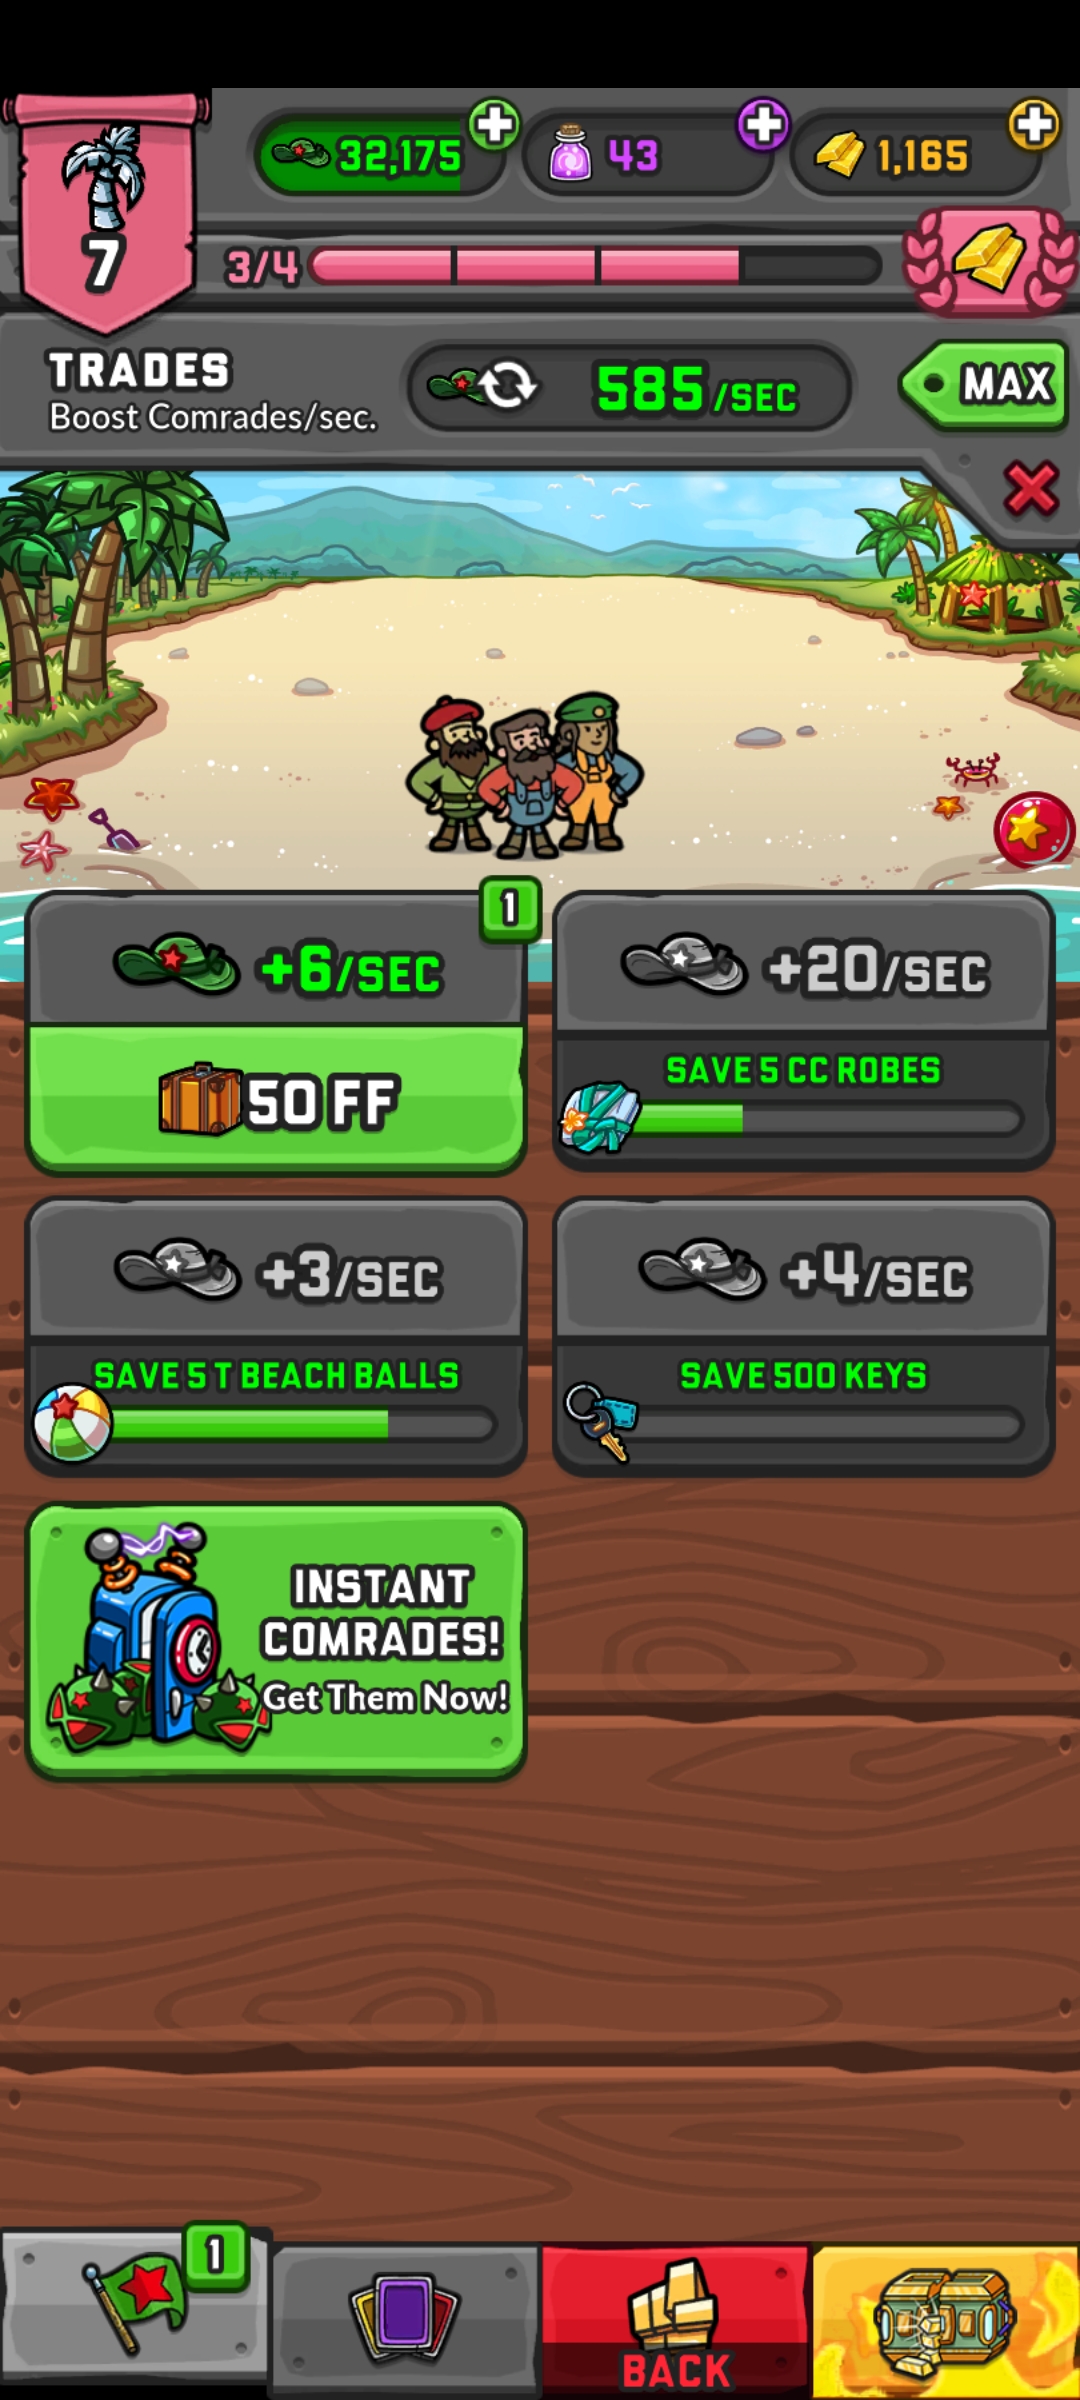 32,175
43
1,165
7
3/4
TRADES
Boost Comrades/sec.
585/SEC
MAX
1
+6/SEC
50 FF
+20/SEC
SAVE 5 CC ROBES
+3/SEC
SAVE 5 T BEACH BALLS
+4/SEC
SAVE 500 KEYS
INSTANT
COMRADES!
Get Them Now!
1
BACK